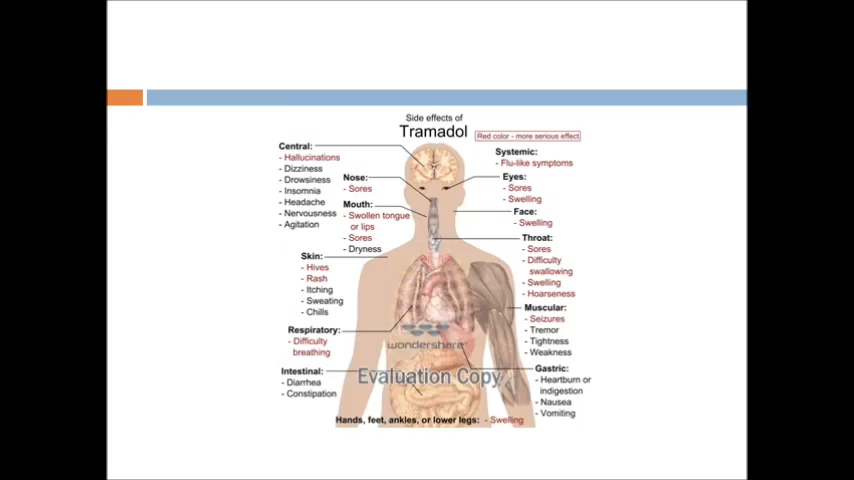 Side effects of
Tramadol
Red color - more serious effect
Central:
- Hallucinations
- Dizziness
- Drowsiness
- Insomnia
- Headache
- Nervousness
- Agitation
Nose:
- Sores
Mouth:
- Swollen tongue
or lips
- Sores
- Dryness
Skin:
- Hives
- Rash
- Itching
- Sweating
- Chills
Respiratory:
- Difficulty
breathing
Intestinal:
- Diarrhea
- Constipation
Systemic:
- Flu-like symptoms
Eyes:
- Sores
- Swelling
Face:
- Swelling
Throat:
- Sores
- Difficulty
swallowing
- Swelling
- Hoarseness
Muscular:
- Seizures
- Tremor
- Tightness
- Weakness
Gastric:
- Heartburn or
indigestion
- Nausea
- Vomiting
Hands, feet, ankles, or lower legs: - Swelling
wondershare
Evaluation Copy